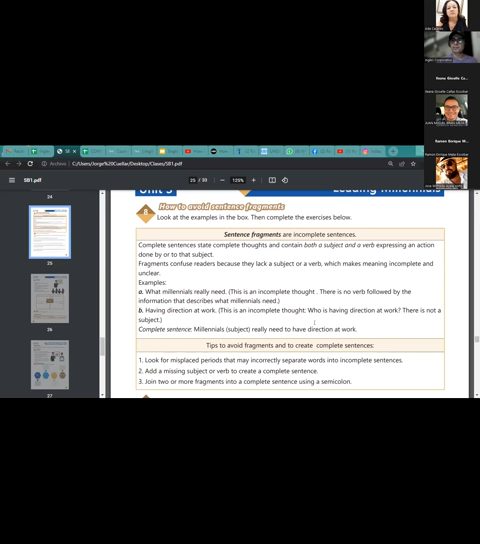 Archivo | C:/Users/Jorge%20Cuellar/Desktop/Clases/SB1.pdf
SB1.pdf
25 / 33
125%
24
25
26
27
Unit 3
Leading Millennials
8
How to avoid sentence fragments
Look at the examples in the box. Then complete the exercises below.
Sentence fragments are incomplete sentences.
Complete sentences state complete thoughts and contain both a subject and a verb expressing an action
done by or to that subject.
Fragments confuse readers because they lack a subject or a verb, which makes meaning incomplete and
unclear.
Examples:
a. What millennials really need. (This is an incomplete thought . There is no verb followed by the
information that describes what millennials need.)
b. Having direction at work. (This is an incomplete thought: Who is having direction at work? There is not a
subject.)
Complete sentence: Millennials (subject) really need to have direction at work.
Tips to avoid fragments and to create complete sentences:
1. Look for misplaced periods that may incorrectly separate words into incomplete sentences.
2. Add a missing subject or verb to create a complete sentence.
3. Join two or more fragments into a complete sentence using a semicolon.